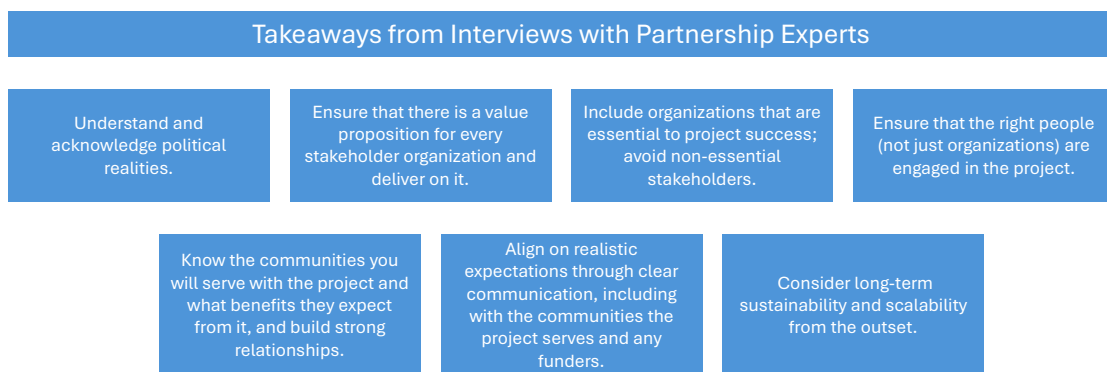 Takeaways from Interviews with Partnership Experts
Understand and
acknowledge political
realities.
Ensure that there is a value
proposition for every
stakeholder organization and
deliver on it.
Include organizations that are
essential to project success;
avoid non-essential
stakeholders.
Ensure that the right people
(not just organizations) are
engaged in the project.
Know the communities you
will serve with the project and
what benefits they expect
from it, and build strong
relationships.
Align on realistic
expectations through clear
communication, including
with the communities the
project serves and any
funders.
Consider long-term
sustainability and scalability
from the outset.